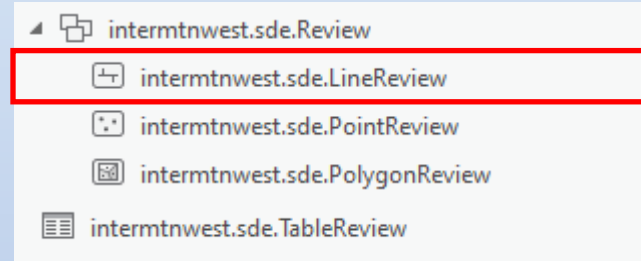 intermtnwest.sde.Review
intermtnwest.sde.LineReview
intermtnwest.sde.PointReview
intermtnwest.sde.PolygonReview
intermtnwest.sde.TableReview